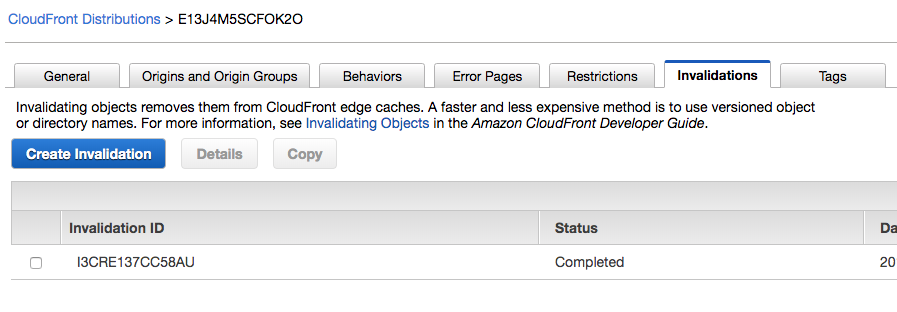 CloudFront Distributions > E13J4M5SCFOK2O
General Origins and Origin Groups Behaviors Error Pages Restrictions Invalidations Tags
Invalidating objects removes them from CloudFront edge caches. A faster and less expensive method is to use versioned object
or directory names. For more information, see Invalidating Objects in the Amazon CloudFront Developer Guide.
Create Invalidation Details Copy
Invalidation ID Status Da
I3CRE137CC58AU Completed 20